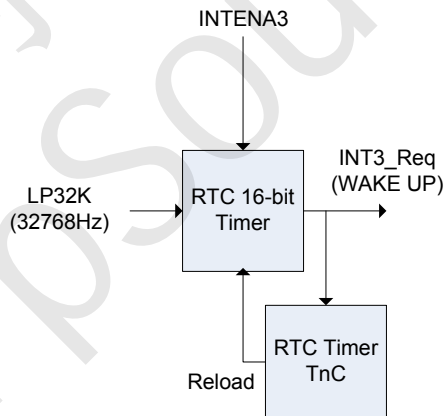 INTENA3
INT3_Req
(WAKE UP)
LP32K
(32768Hz)
RTC 16-bit
Timer
RTC Timer
TnC
Reload